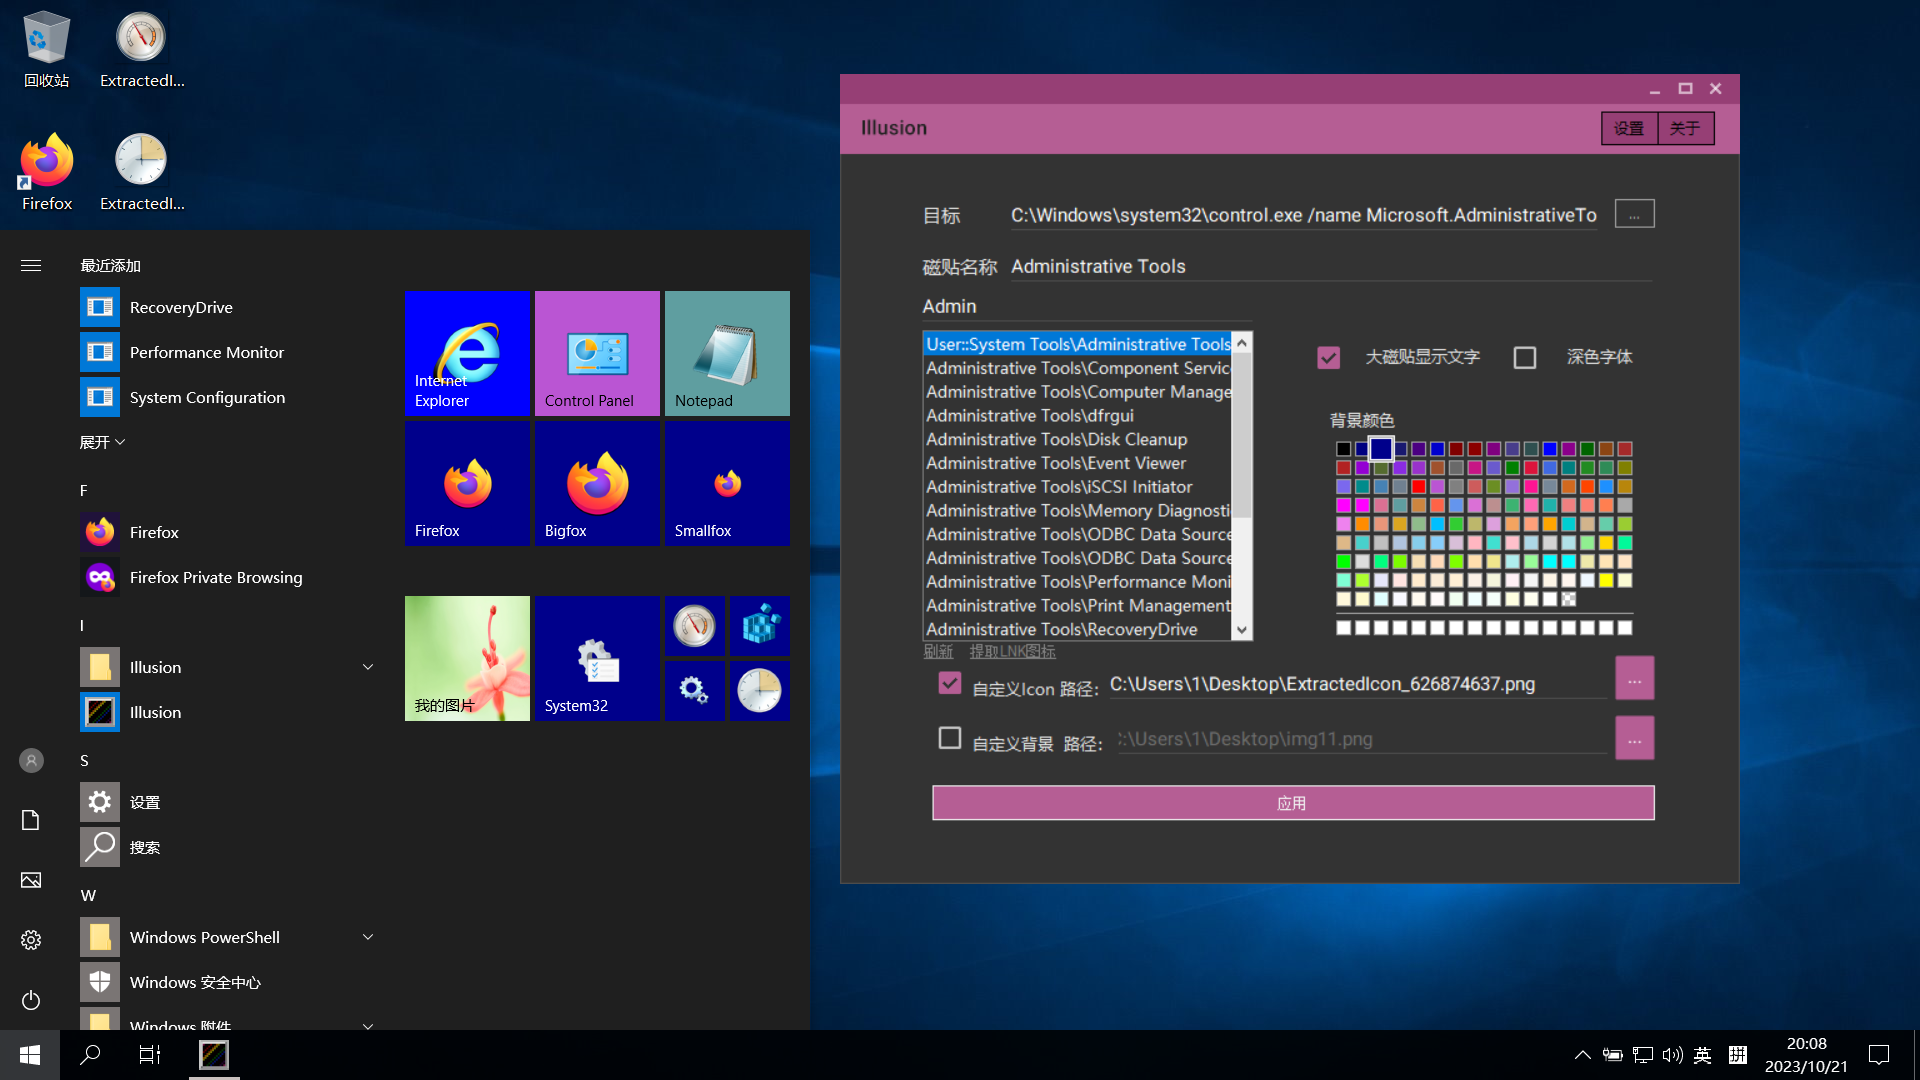 回收站
ExtractedI...
Firefox
ExtractedI...
最近添加
RecoveryDrive
Performance Monitor
System Configuration
展开
F
Firefox
Firefox Private Browsing
I
Illusion
Illusion
S
设置
搜索
W
Windows PowerShell
Windows 安全中心
Windows 附件
Internet
Explorer
Control Panel
Notepad
Firefox
Bigfox
Smallfox
我的图片
System32
Illusion
设置
关于
目标
C:\Windows\system32\control.exe /name Microsoft.AdministrativeTo
...
磁贴名称
Administrative Tools
Admin
User::System Tools\Administrative Tools
Administrative Tools\Component Servic
Administrative Tools\Computer Manage
Administrative Tools\dfrgui
Administrative Tools\Disk Cleanup
Administrative Tools\Event Viewer
Administrative Tools\iSCSI Initiator
Administrative Tools\Memory Diagnosti
Administrative Tools\ODBC Data Source
Administrative Tools\ODBC Data Source
Administrative Tools\Performance Moni
Administrative Tools\Print Management
Administrative Tools\RecoveryDrive
大磁贴显示文字
深色字体
背景颜色
刷新
提取LNK图标
自定义Icon 路径:
C:\Users\1\Desktop\ExtractedIcon_626874637.png
...
自定义背景 路径:
:\Users\1\Desktop\img11.png
...
应用
英
拼
20:08
2023/10/21